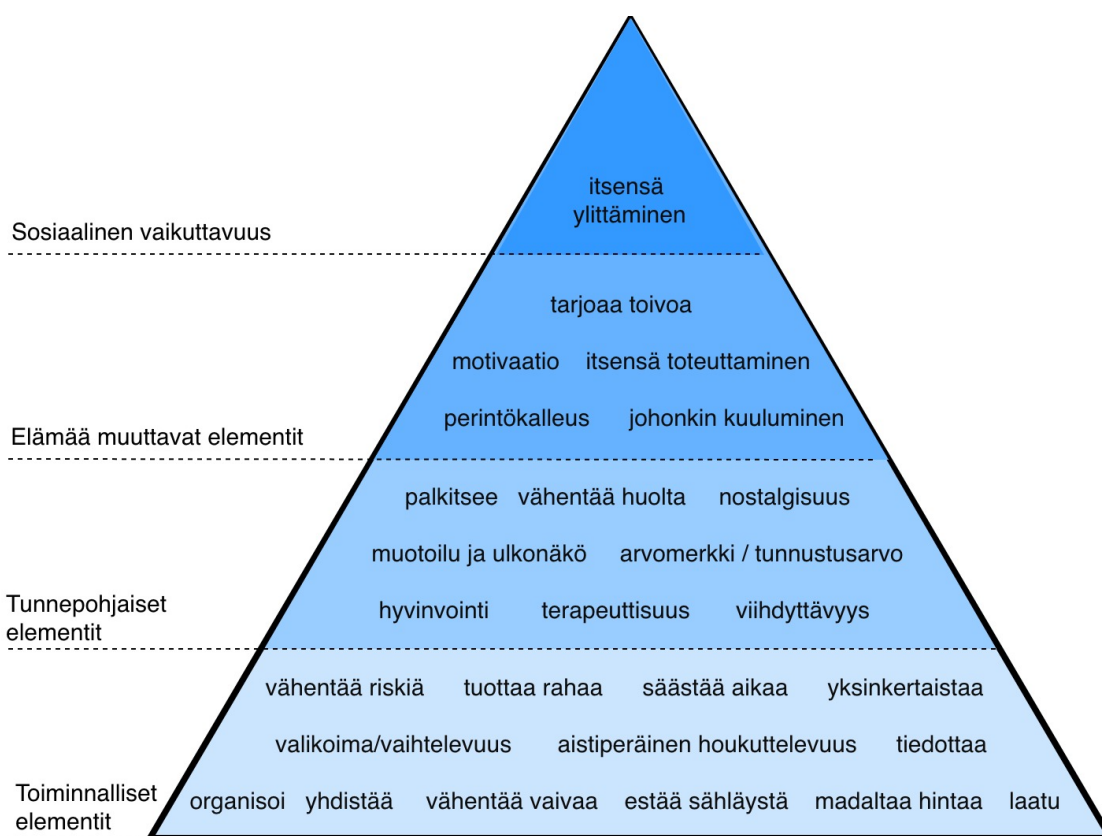 itsensä
ylittäminen
Sosiaalinen vaikuttavuus
tarjoaa toivoa
motivaatio itsensä toteuttaminen
perintökalleus johonkin kuuluminen
Elämää muuttavat elementit
palkitsee vähentää huolta nostalgisuus
muotoilu ja ulkonäkö arvomerkki / tunnustusarvo
hyvinvointi terapeuttisuus viihdyttävyys
Tunnepohjaiset
elementit
vähentää riskiä tuottaa rahaa säästää aikaa yksinkertaistaa
valikoima/vaihtelevuus aistiperäinen houkuttelevuus tiedottaa
organisoi yhdistää vähentää vaivaa estää sähläystä madaltaa hintaa laatu
Toiminnalliset
elementit